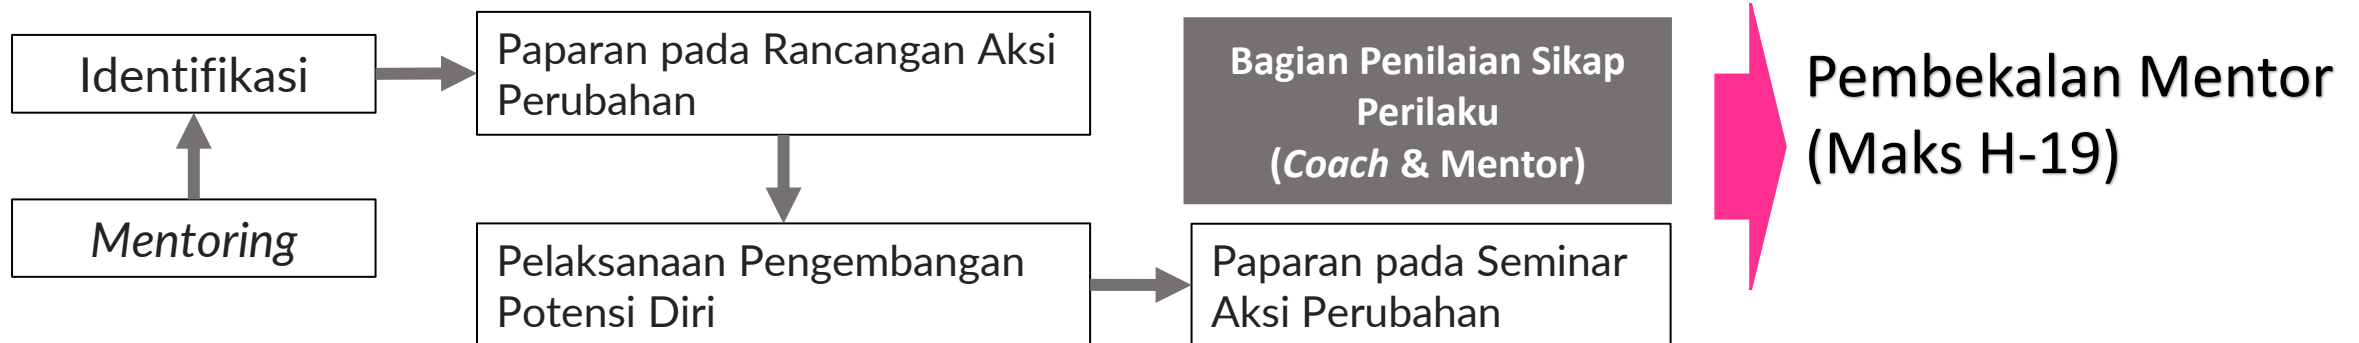 Identifikasi
Mentoring
Paparan pada Rancangan Aksi
Perubahan
Pelaksanaan Pengembangan
Potensi Diri
Bagian Penilaian Sikap
Perilaku
(Coach & Mentor)
Paparan pada Seminar
Aksi Perubahan
Pembekalan Mentor
(Maks H-19)